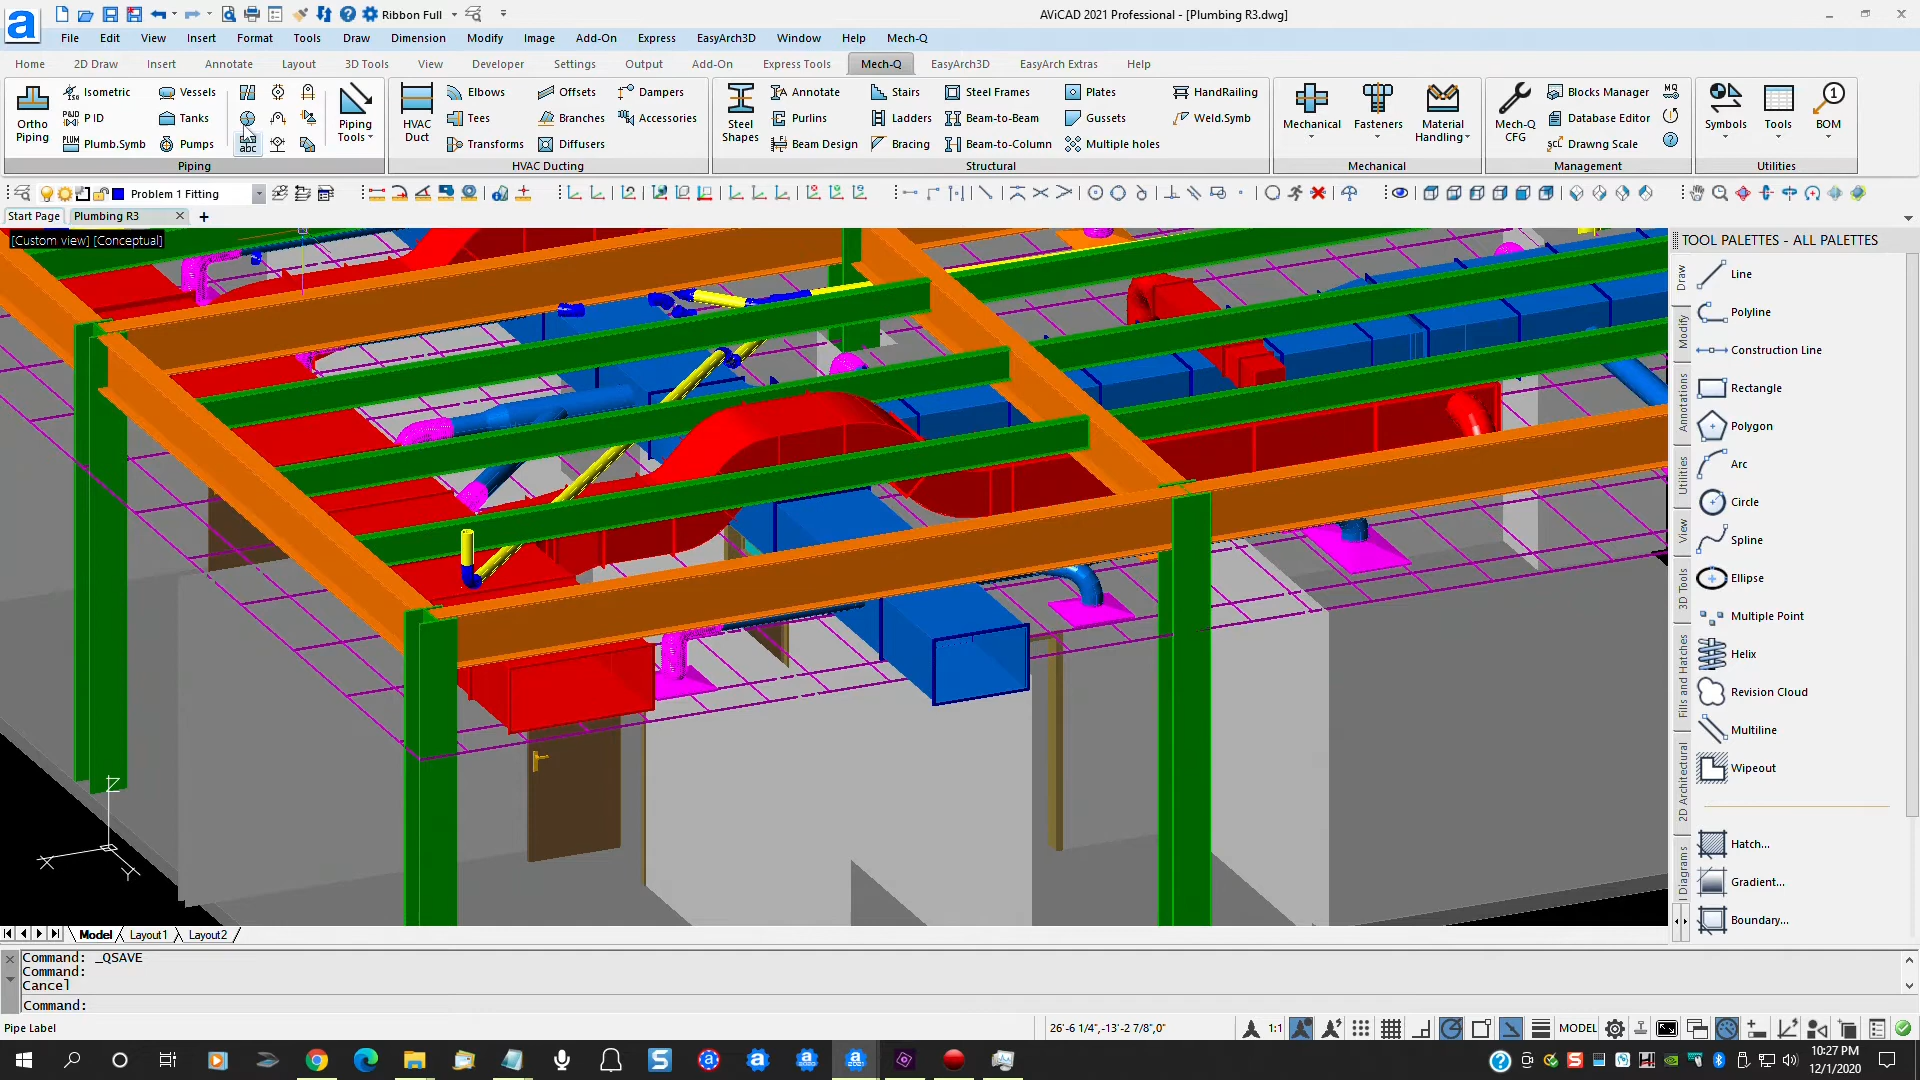 Ribbon Full
AViCAD 2021 Professional - [Plumbing R3.dwg]
File Edit View Insert Format Tools Draw Dimension Modify Image Add-On Express EasyArch3D Window Help Mech-Q
Home 2D Draw Insert Annotate Layout 3D Tools View Developer Settings Output Add-On Express Tools Mech-Q EasyArch3D EasyArch Extras Help
Ortho Piping
Isometric
P ID
Plumb.Symb
Vessels
Tanks
Pumps
Piping Tools
Piping
HVAC Duct
Elbows
Tees
Transforms
Offsets
Branches
Diffusers
Dampers
Accessories
HVAC Ducting
Steel Shapes
Annotate
Purlins
Beam Design
Stairs
Ladders
Bracing
Steel Frames
Beam-to-Beam
Beam-to-Column
Plates
Gussets
Multiple holes
HandRailing
Weld.Symb
Structural
Mechanical
Fasteners
Material Handling
Mechanical
Mech-Q CFG
Blocks Manager
Database Editor
Drawng Scale
Management
Symbols
Tools
BOM
Utilities
Problem 1 Fitting
Start Page Plumbing R3
[Custom view] [Conceptual]
TOOL PALETTES - ALL PALETTES
Draw
Modify
Annotations
Utilities
View
3D Tools
Fills and Hatches
2D Architectural
Diagrams
Line
Polyline
Construction Line
Rectangle
Polygon
Arc
Circle
Spline
Ellipse
Multiple Point
Helix
Revision Cloud
Multiline
Wipeout
Hatch...
Gradient...
Boundary...
Z
X
Y
Model Layout1 Layout2
Command: _QSAVE
Command:
Cancel
Command:
Pipe Label
26'-6 1/4",-13'-2 7/8",0"
1:1
MODEL
10:27 PM
12/1/2020